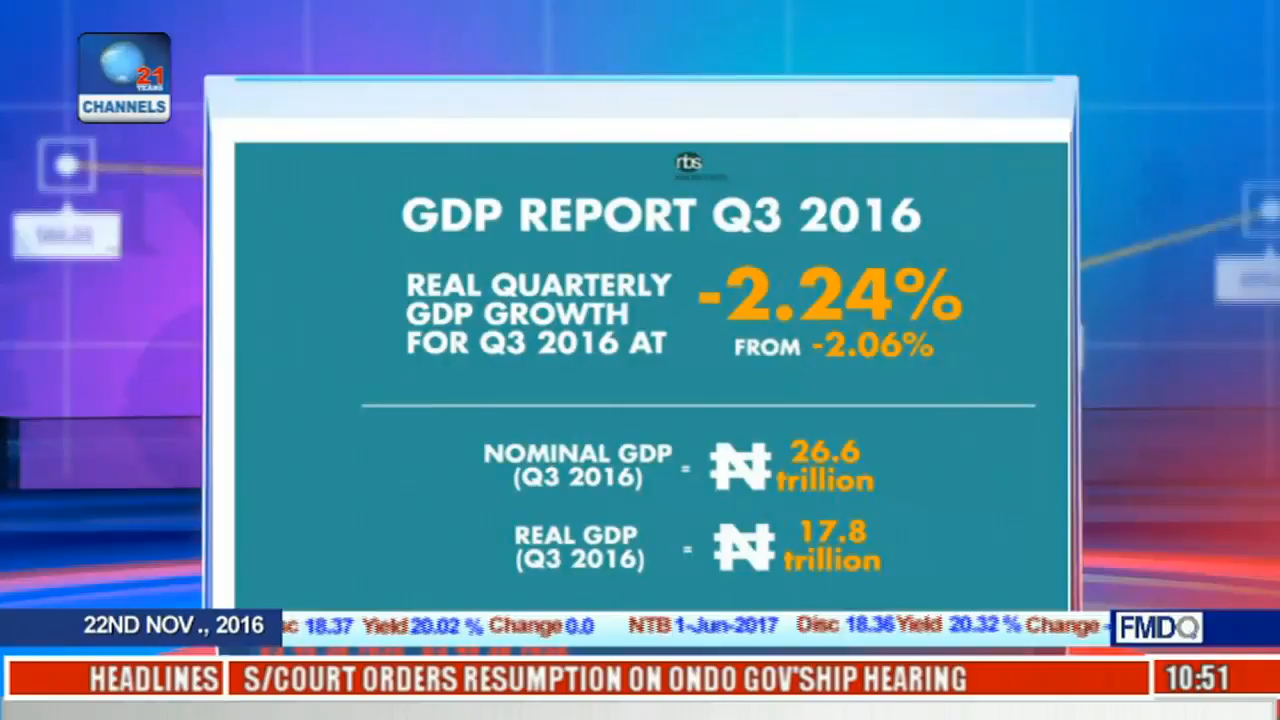 21
YEARS
CHANNELS
nbs
GDP REPORT Q3 2016
REAL QUARTERLY
GDP GROWTH
FOR Q3 2016 AT
-2.24%
FROM -2.06%
NOMINAL GDP
(Q3 2016)
=
₦ 26.6
trillion
REAL GDP
(Q3 2016)
=
₦ 17.8
trillion
22ND NOV., 2016
18.37 Yield 20.02 % Change 0.0 NTB 1-Jun-2017 Disc 18.36 Yield 20.32 % Change
FMDQ
HEADLINES S/COURT ORDERS RESUMPTION ON ONDO GOV'SHIP HEARING 10:51